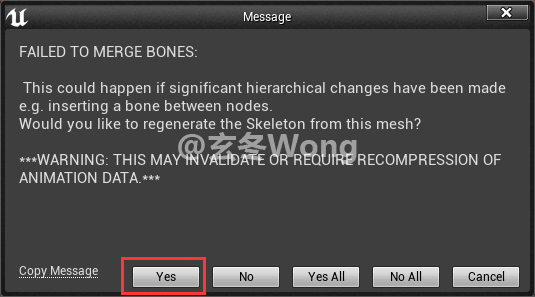 Message
FAILED TO MERGE BONES:
This could happen if significant hierarchical changes have been made
e.g. inserting a bone between nodes.
Would you like to regenerate the Skeleton from this mesh?
@玄冬Wong
***WARNING: THIS MAY INVALIDATE OR REQUIRE RECOMPRESSION OF
ANIMATION DATA.***
Copy Message
Yes
No
Yes All
No All
Cancel